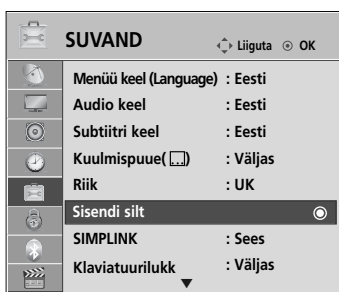 SUVAND Liiguta OK
Menüü keel (Language) : Eesti
Audio keel : Eesti
Subtiitri keel : Eesti
Kuulmispuue( ) : Väljas
Riik : UK
Sisendi silt
SIMPLINK : Sees
Klaviatuurilukk : Väljas